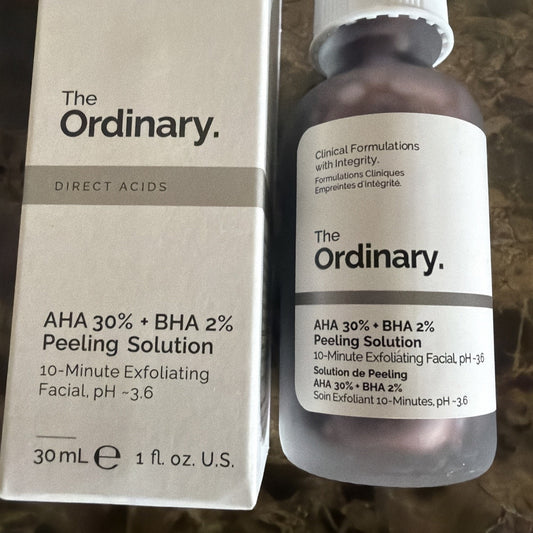 The
Ordinary.
DIRECT ACIDS
AHA 30% + BHA 2%
Peeling Solution
10-Minute Exfoliating
Facial, pH ~3.6
30 mL e 1 fl. oz. U.S.
Clinical Formulations
with Integrity.
Formulations Cliniques
Empreintes d'Intégrité.
The
Ordinary.
AHA 30% + BHA 2%
Peeling Solution
10-Minute Exfoliating Facial, pH ~3.6
Solution de Peeling
AHA 30% + BHA 2%
Soin Exfoliant 10-Minutes, pH ~3.6